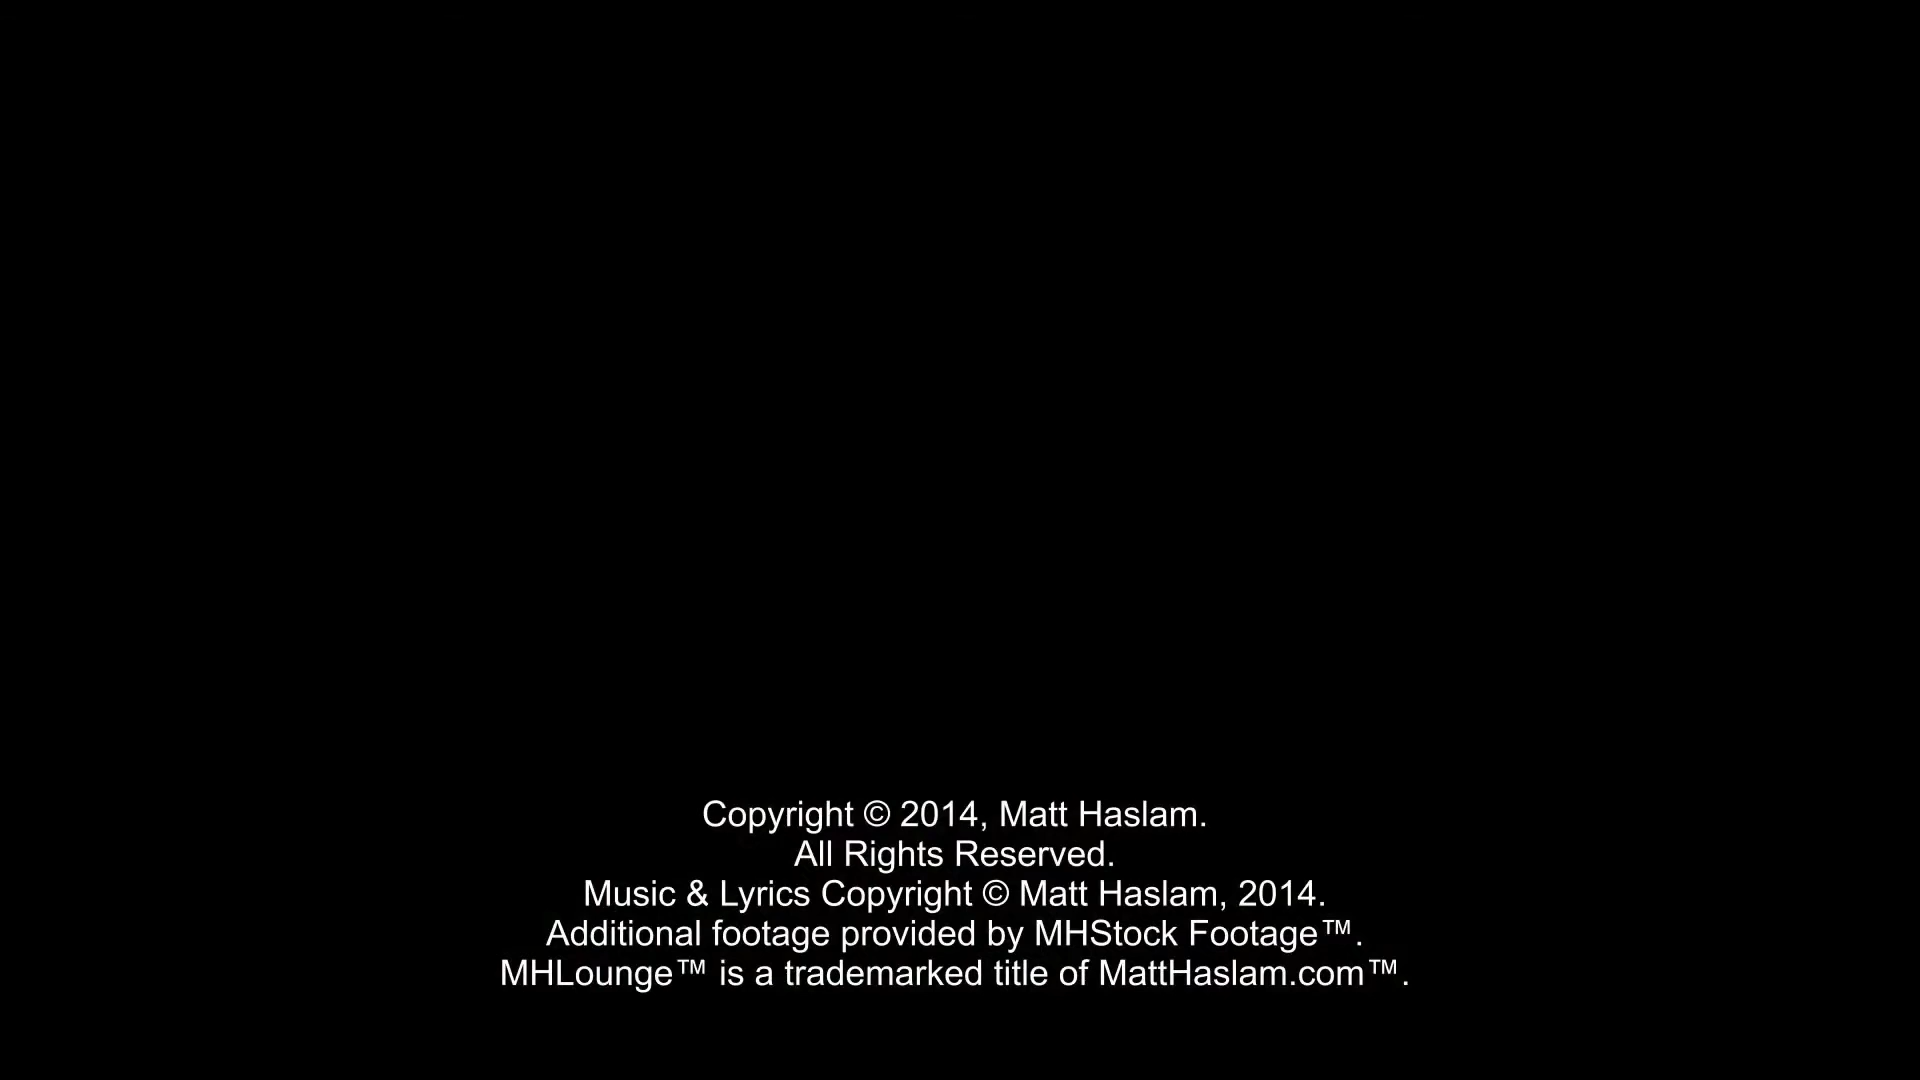 Copyright © 2014, Matt Haslam.
All Rights Reserved.
Music & Lyrics Copyright © Matt Haslam, 2014.
Additional footage provided by MHStock Footage™.
MHLounge™ is a trademarked title of MattHaslam.com™.